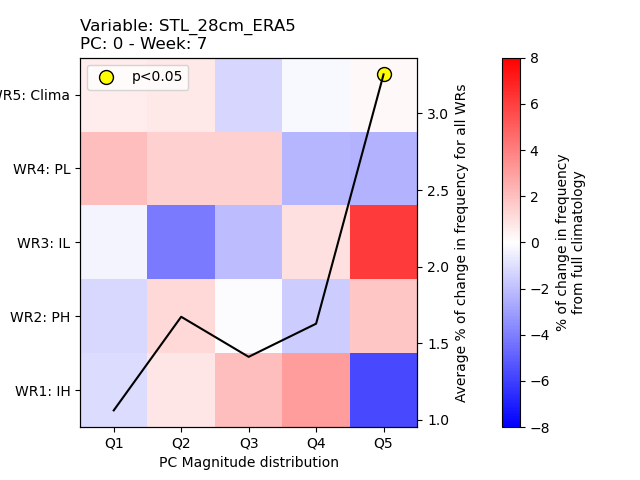 Variable: STL_28cm_ERA5
PC: 0 - Week: 7
p<0.05
WR5: Clima
WR4: PL
WR3: IL
WR2: PH
WR1: IH
Q1 Q2 Q3 Q4 Q5
PC Magnitude distribution
3.0
2.5
2.0
1.5
1.0
Average % of change in frequency for all WRs
8
6
4
2
0
−2
−4
−6
−8
% of change in frequency
from full climatology